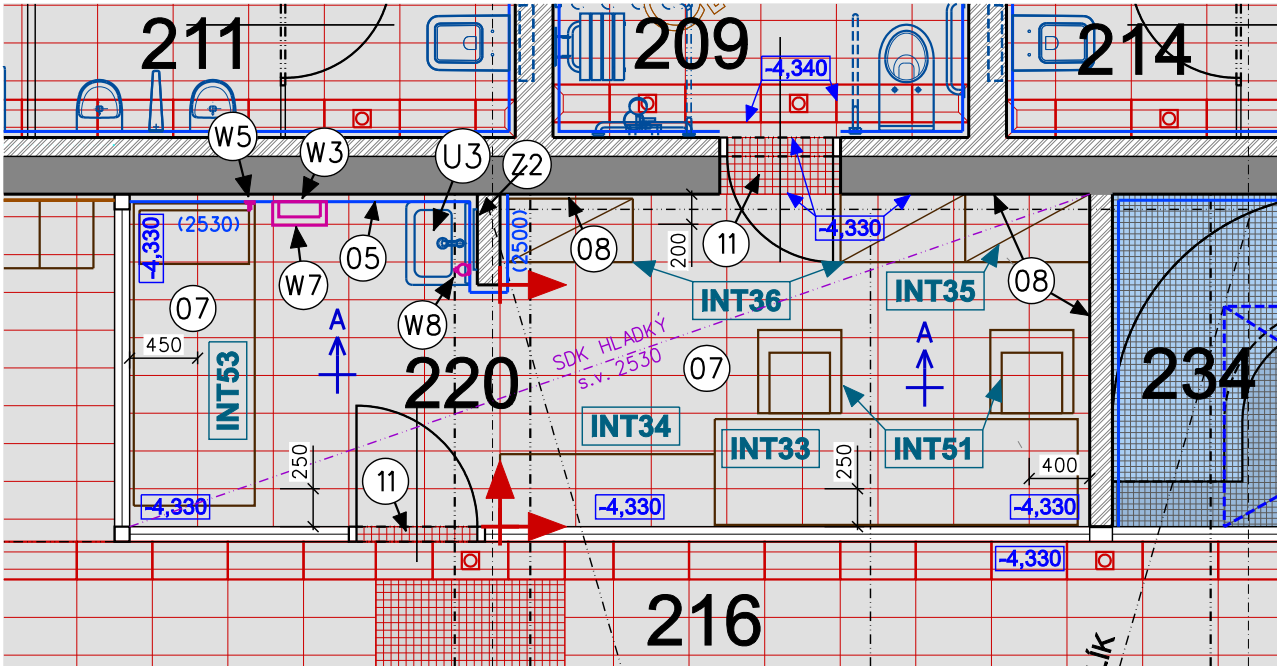 211
209
214
-4,340
W5
W3
U3
Z2
-4,330
(2530)
(2500)
-4,330
05
08
11
200
W7
INT36
INT35
08
07
W8
A
A
SDK HLADKÝ
s.v. 2530
450
INT53
220
07
234
INT34
INT33
INT51
250
11
250
400
-4,330
-4,330
-4,330
-4,330
216